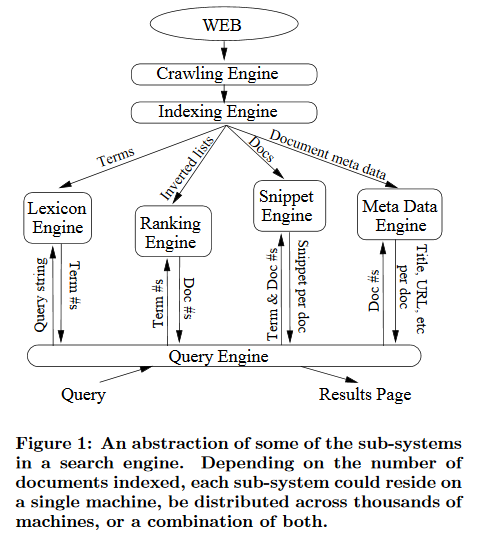 WEB
Crawling Engine
Indexing Engine
Terms
Inverted lists
Docs
Document meta data
Lexicon
Engine
Ranking
Engine
Snippet
Engine
Meta Data
Engine
Query string
Term #s
Term #s
Doc #s
Term & Doc #s
Snippet per doc
Doc #s
Title, URL, etc
per doc
Query Engine
Query
Results Page
Figure 1: An abstraction of some of the sub-systems
in a search engine. Depending on the number of
documents indexed, each sub-system could reside on
a single machine, be distributed across thousands of
machines, or a combination of both.